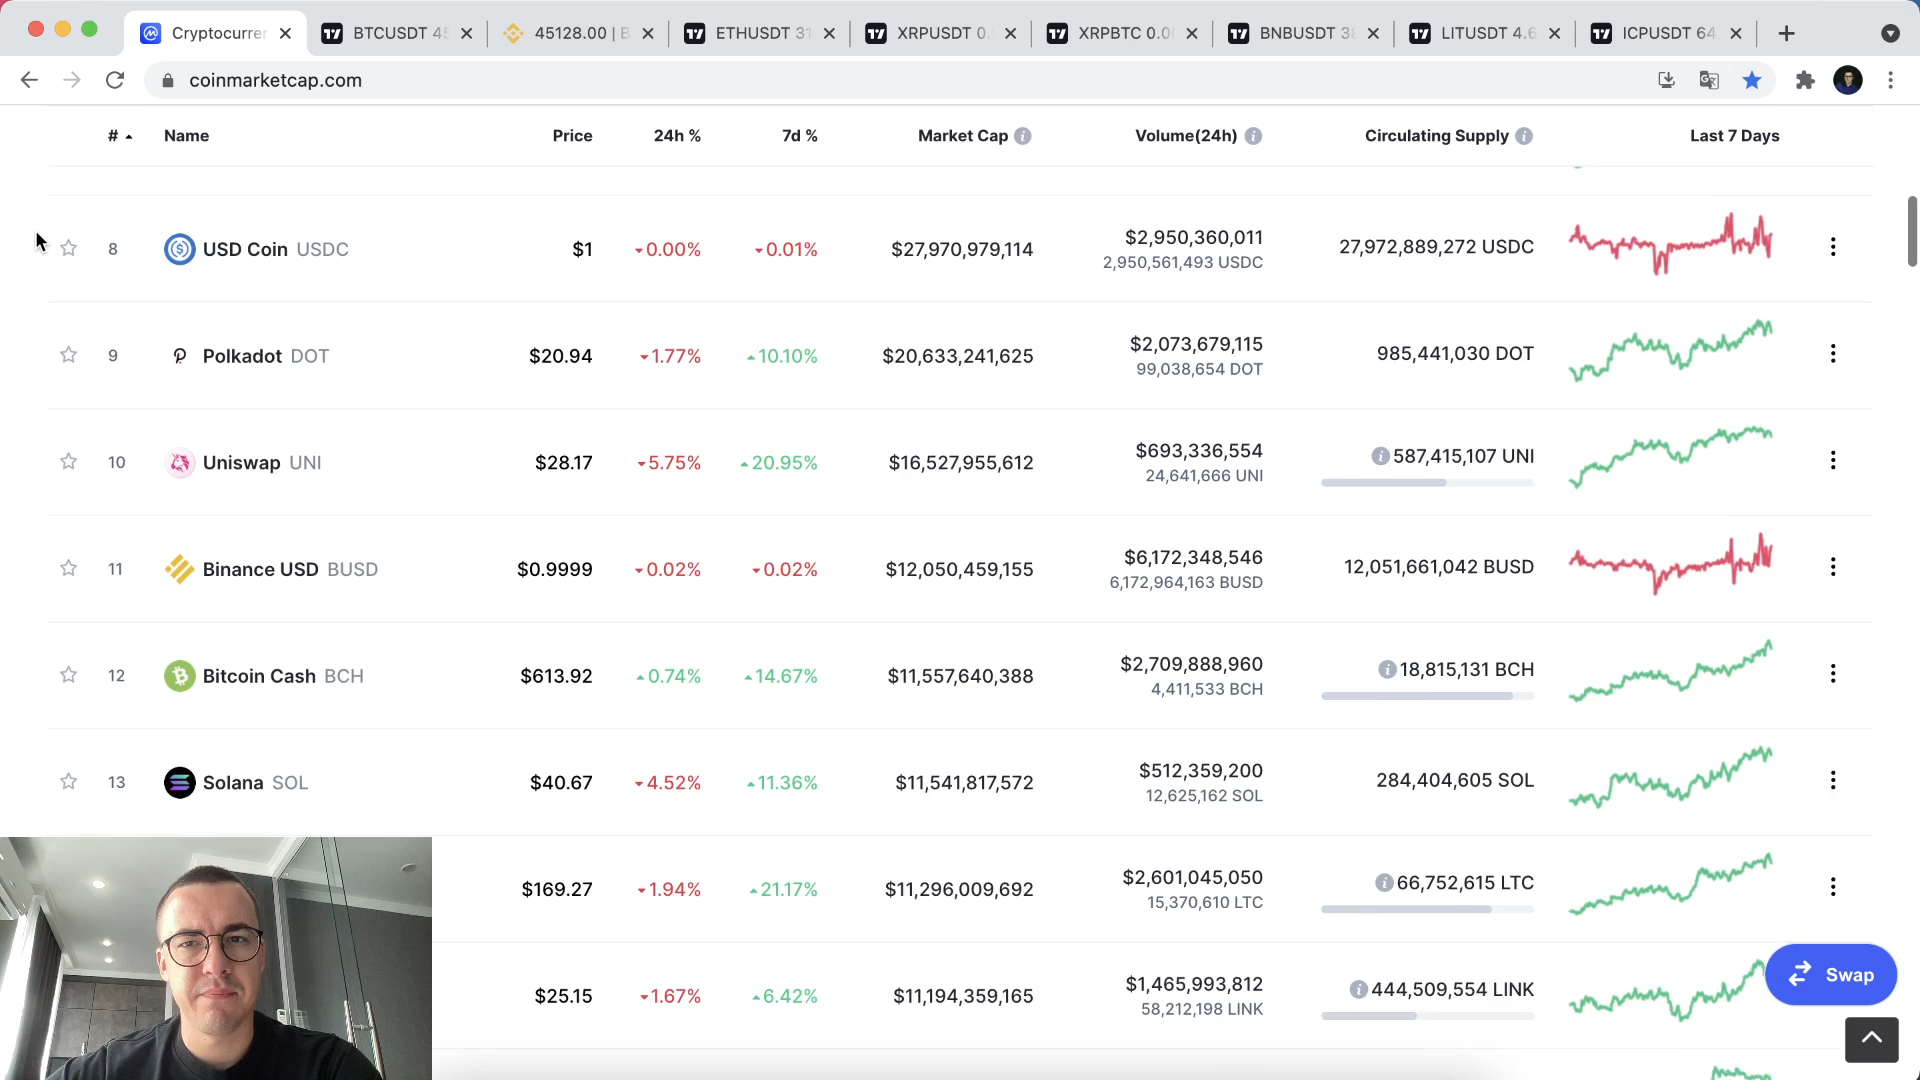 Cryptocurre
BTCUSDT 45
45128.00 | B
ETHUSDT 31
XRPUSDT 0.
XRPBTC 0.0
BNBUSDT 38
LITUSDT 4.6
ICPUSDT 64
coinmarketcap.com
# Name Price 24h % 7d % Market Cap Volume(24h) Circulating Supply Last 7 Days
8 USD Coin USDC $1 0.00% 0.01% $27,970,979,114 $2,950,360,011 27,972,889,272 USDC
2,950,561,493 USDC
9 Polkadot DOT $20.94 1.77% 10.10% $20,633,241,625 $2,073,679,115 985,441,030 DOT
99,038,654 DOT
10 Uniswap UNI $28.17 5.75% 20.95% $16,527,955,612 $693,336,554 587,415,107 UNI
24,641,666 UNI
11 Binance USD BUSD $0.9999 0.02% 0.02% $12,050,459,155 $6,172,348,546 12,051,661,042 BUSD
6,172,964,163 BUSD
12 Bitcoin Cash BCH $613.92 0.74% 14.67% $11,557,640,388 $2,709,888,960 18,815,131 BCH
4,411,533 BCH
13 Solana SOL $40.67 4.52% 11.36% $11,541,817,572 $512,359,200 284,404,605 SOL
12,625,162 SOL
$169.27 1.94% 21.17% $11,296,009,692 $2,601,045,050 66,752,615 LTC
15,370,610 LTC
$25.15 1.67% 6.42% $11,194,359,165 $1,465,993,812 444,509,554 LINK
58,212,198 LINK
Swap